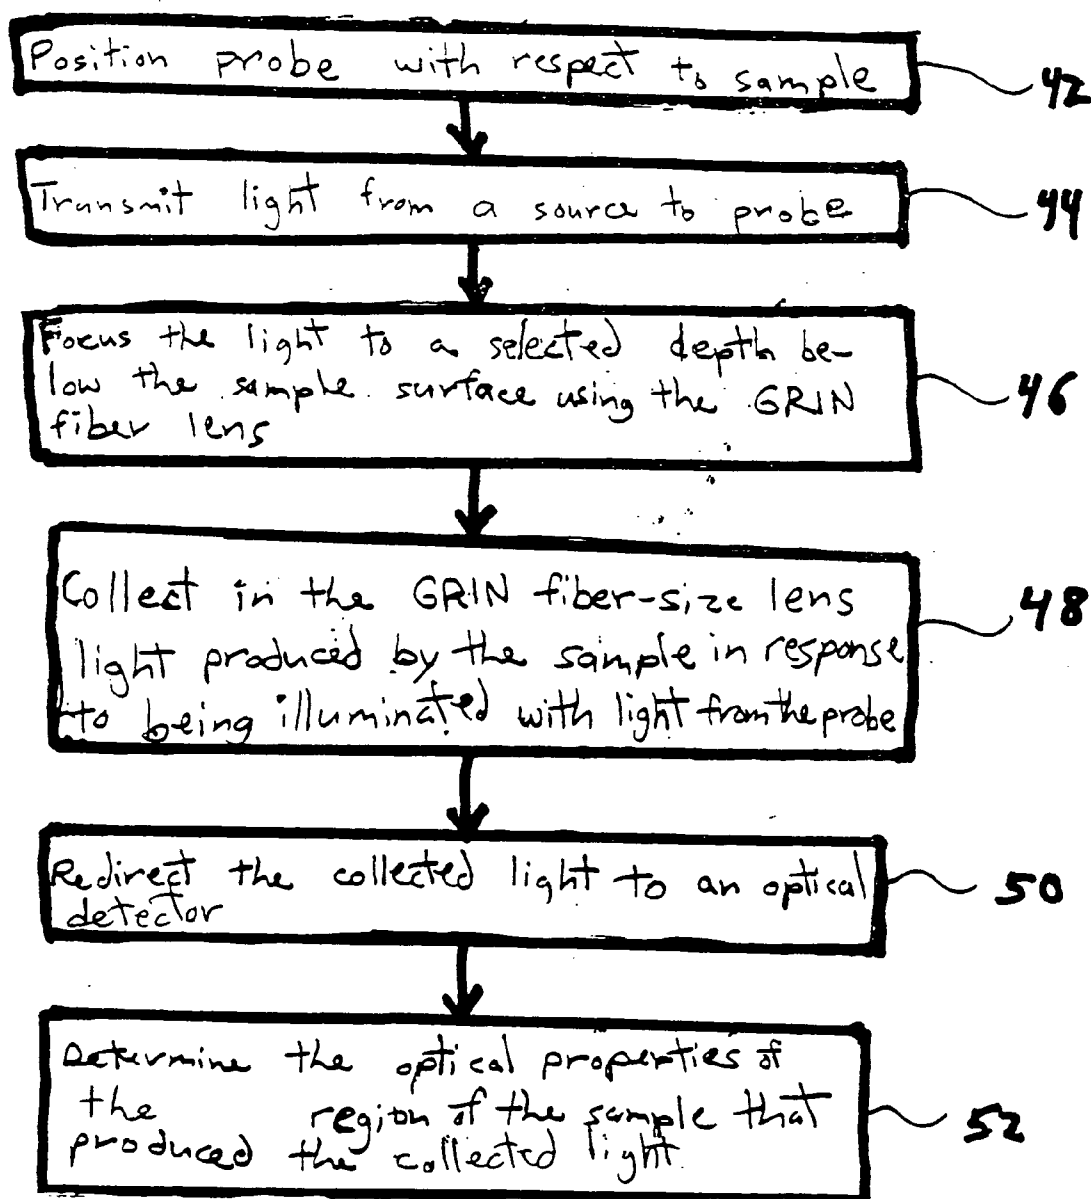 Position probe with respect to sample
42
Transmit light from a source to probe
44
Focus the light to a selected depth be-
low the sample surface using the GRIN
fiber lens
46
Collect in the GRIN fiber-size lens
light produced by the sample in response
to being illuminated with light from the probe
48
Redirect the collected light to an optical
detector
50
Determine the optical properties of
the region of the sample that
produced the collected light.
52